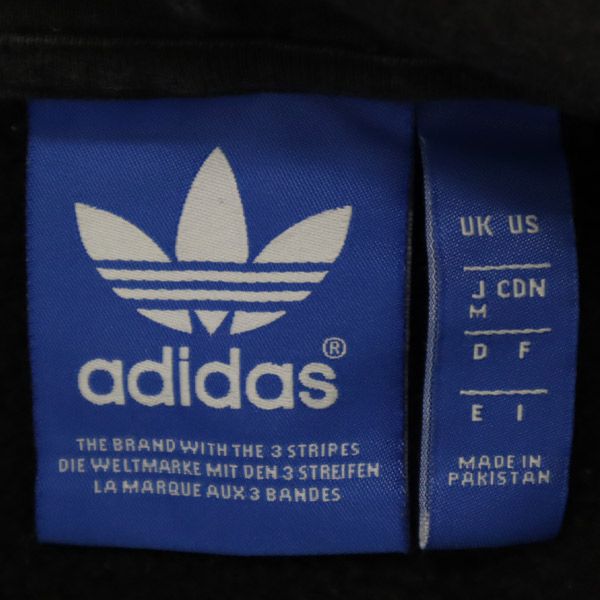 adidas®
THE BRAND WITH THE 3 STRIPES
DIE WELTMARKE MIT DEN 3 STREIFEN
LA MARQUE AUX 3 BANDES
UK US
J CDN
M
D F
E I
MADE IN
PAKISTAN